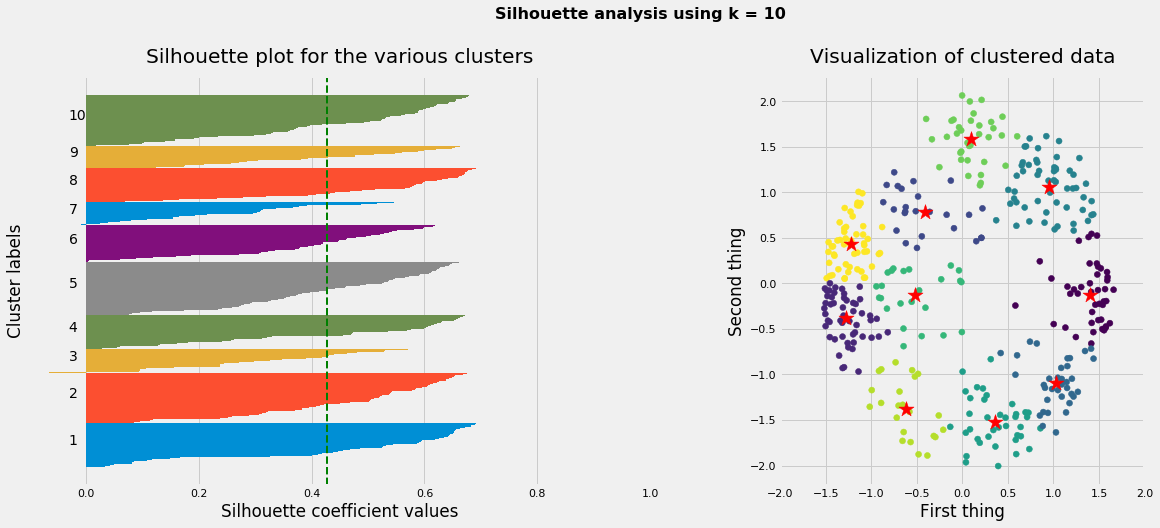 Silhouette analysis using k = 10
Silhouette plot for the various clusters
Cluster labels
10
9
8
7
6
5
4
3
2
1
0.0 0.2 0.4 0.6 0.8 1.0
Silhouette coefficient values
Visualization of clustered data
Second thing
2.0
1.5
1.0
0.5
0.0
−0.5
−1.0
−1.5
−2.0
−2.0 −1.5 −1.0 −0.5 0.0 0.5 1.0 1.5 2.0
First thing